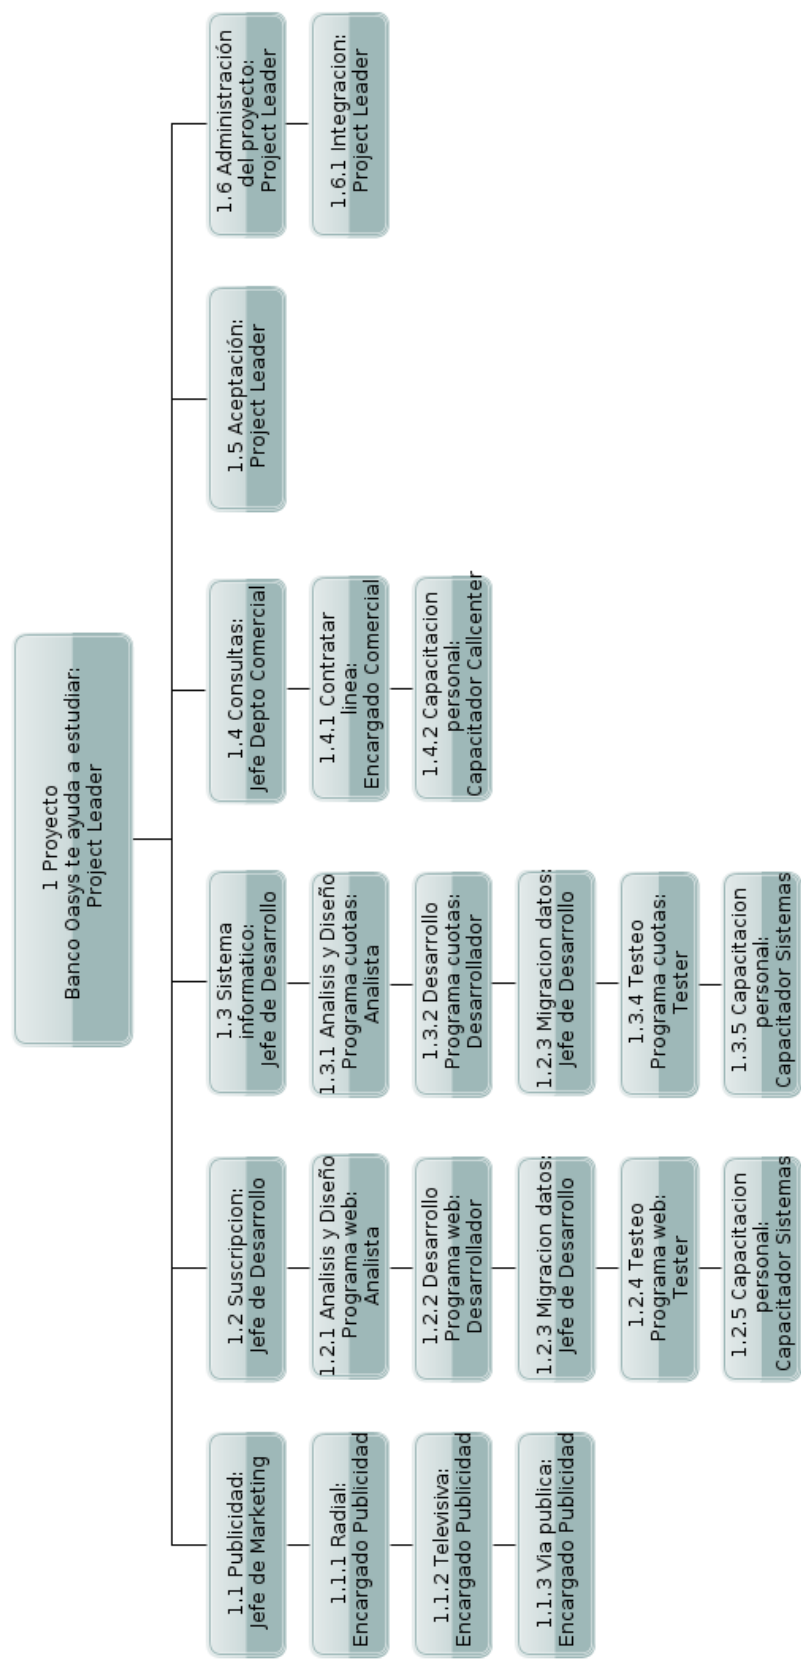 1 Proyecto
Banco Oasys te ayuda a estudiar:
Project Leader
1.1 Publicidad:
Jefe de Marketing
1.1.1 Radial:
Encargado Publicidad
1.1.2 Televisiva:
Encargado Publicidad
1.1.3 Via publica:
Encargado Publicidad
1.2 Suscripcion:
Jefe de Desarrollo
1.2.1 Analisis y Diseño
Programa web:
Analista
1.2.2 Desarrollo
Programa web:
Desarrollador
1.2.3 Migracion datos:
Jefe de Desarrollo
1.2.4 Testeo
Programa web:
Tester
1.2.5 Capacitacion
personal:
Capacitador Sistemas
1.3 Sistema
informatico:
Jefe de Desarrollo
1.3.1 Analisis y Diseño
Programa cuotas:
Analista
1.3.2 Desarrollo
Programa cuotas:
Desarrollador
1.2.3 Migracion datos:
Jefe de Desarrollo
1.3.4 Testeo
Programa cuotas:
Tester
1.3.5 Capacitacion
personal:
Capacitador Sistemas
1.4 Consultas:
Jefe Depto Comercial
1.4.1 Contratar
linea:
Encargado Comercial
1.4.2 Capacitacion
personal:
Capacitador Callcenter
1.5 Aceptación:
Project Leader
1.6 Administración
del proyecto:
Project Leader
1.6.1 Integracion:
Project Leader